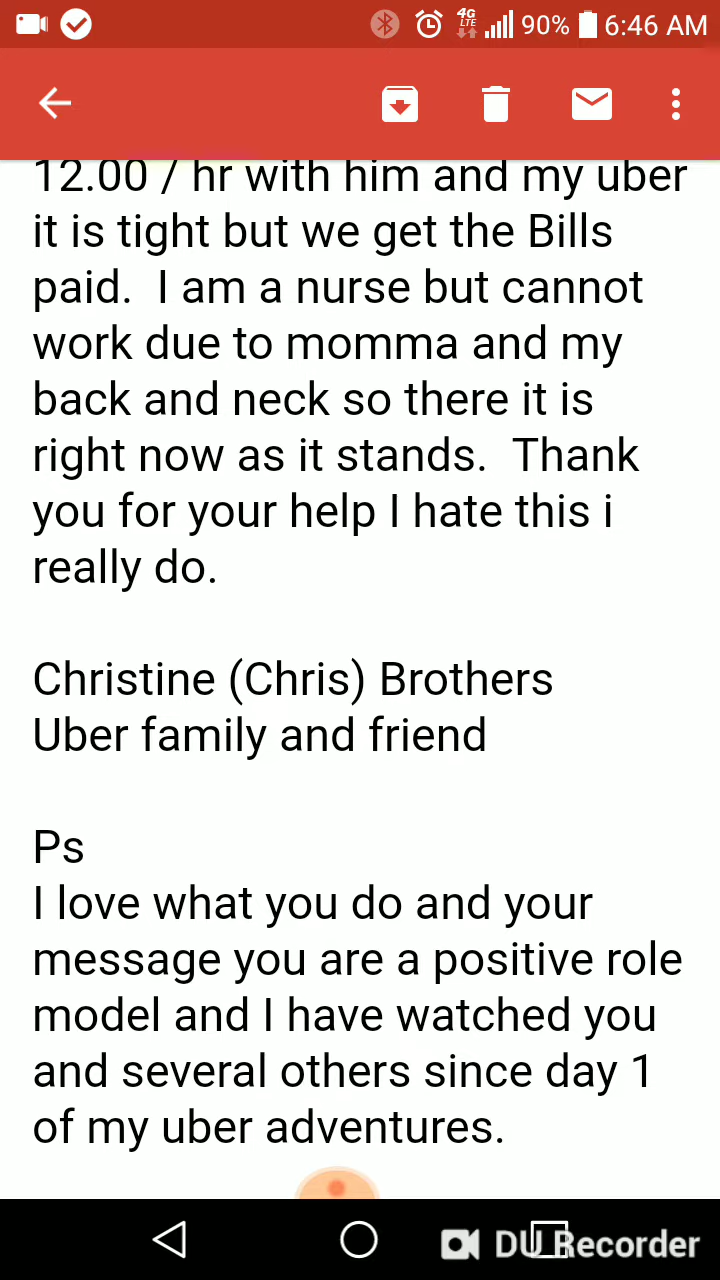 4G
LTE
90%
6:46 AM
12.00 / hr with him and my uber
it is tight but we get the Bills
paid.  I am a nurse but cannot
work due to momma and my
back and neck so there it is
right now as it stands.  Thank
you for your help I hate this i
really do.
Christine (Chris) Brothers
Uber family and friend
Ps
I love what you do and your
message you are a positive role
model and I have watched you
and several others since day 1
of my uber adventures.
DU Recorder